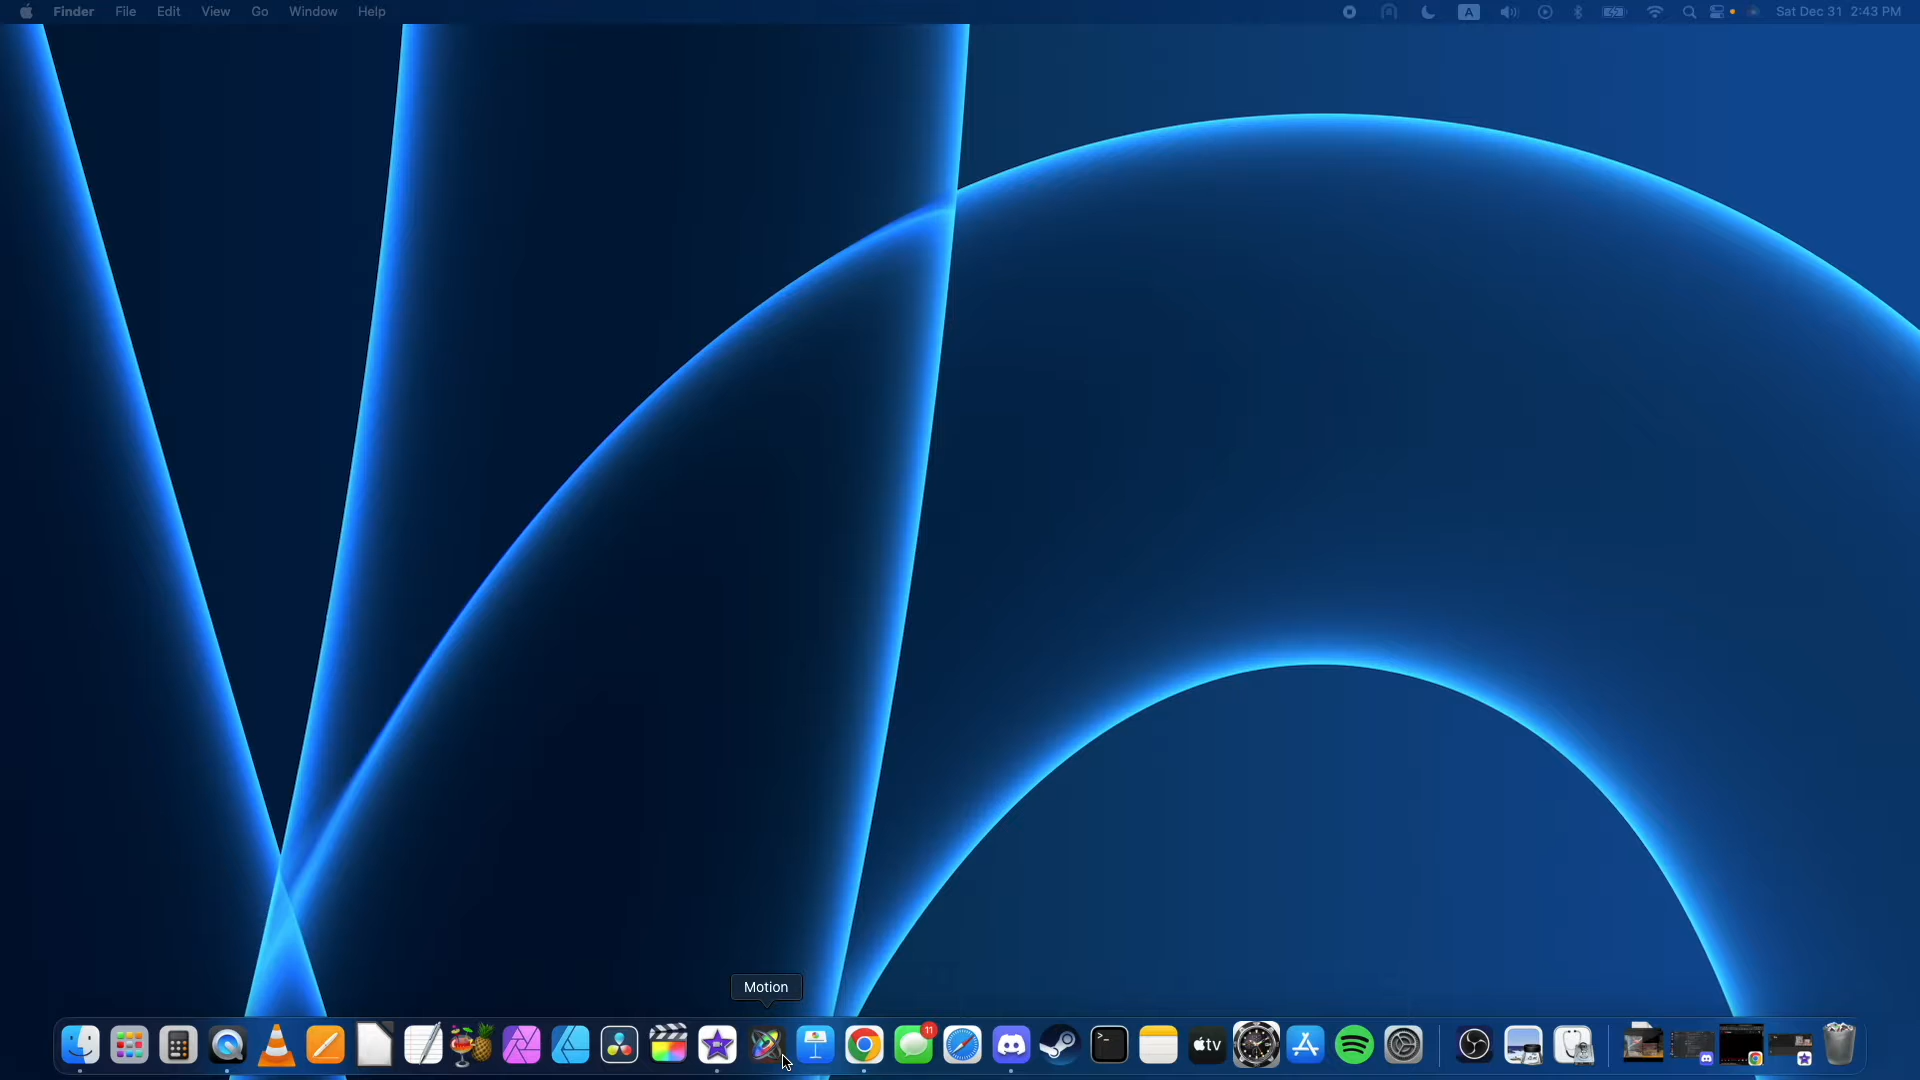 Finder File Edit View Go Window Help
A
Sat Dec 31 2:43 PM
Motion
11
tv